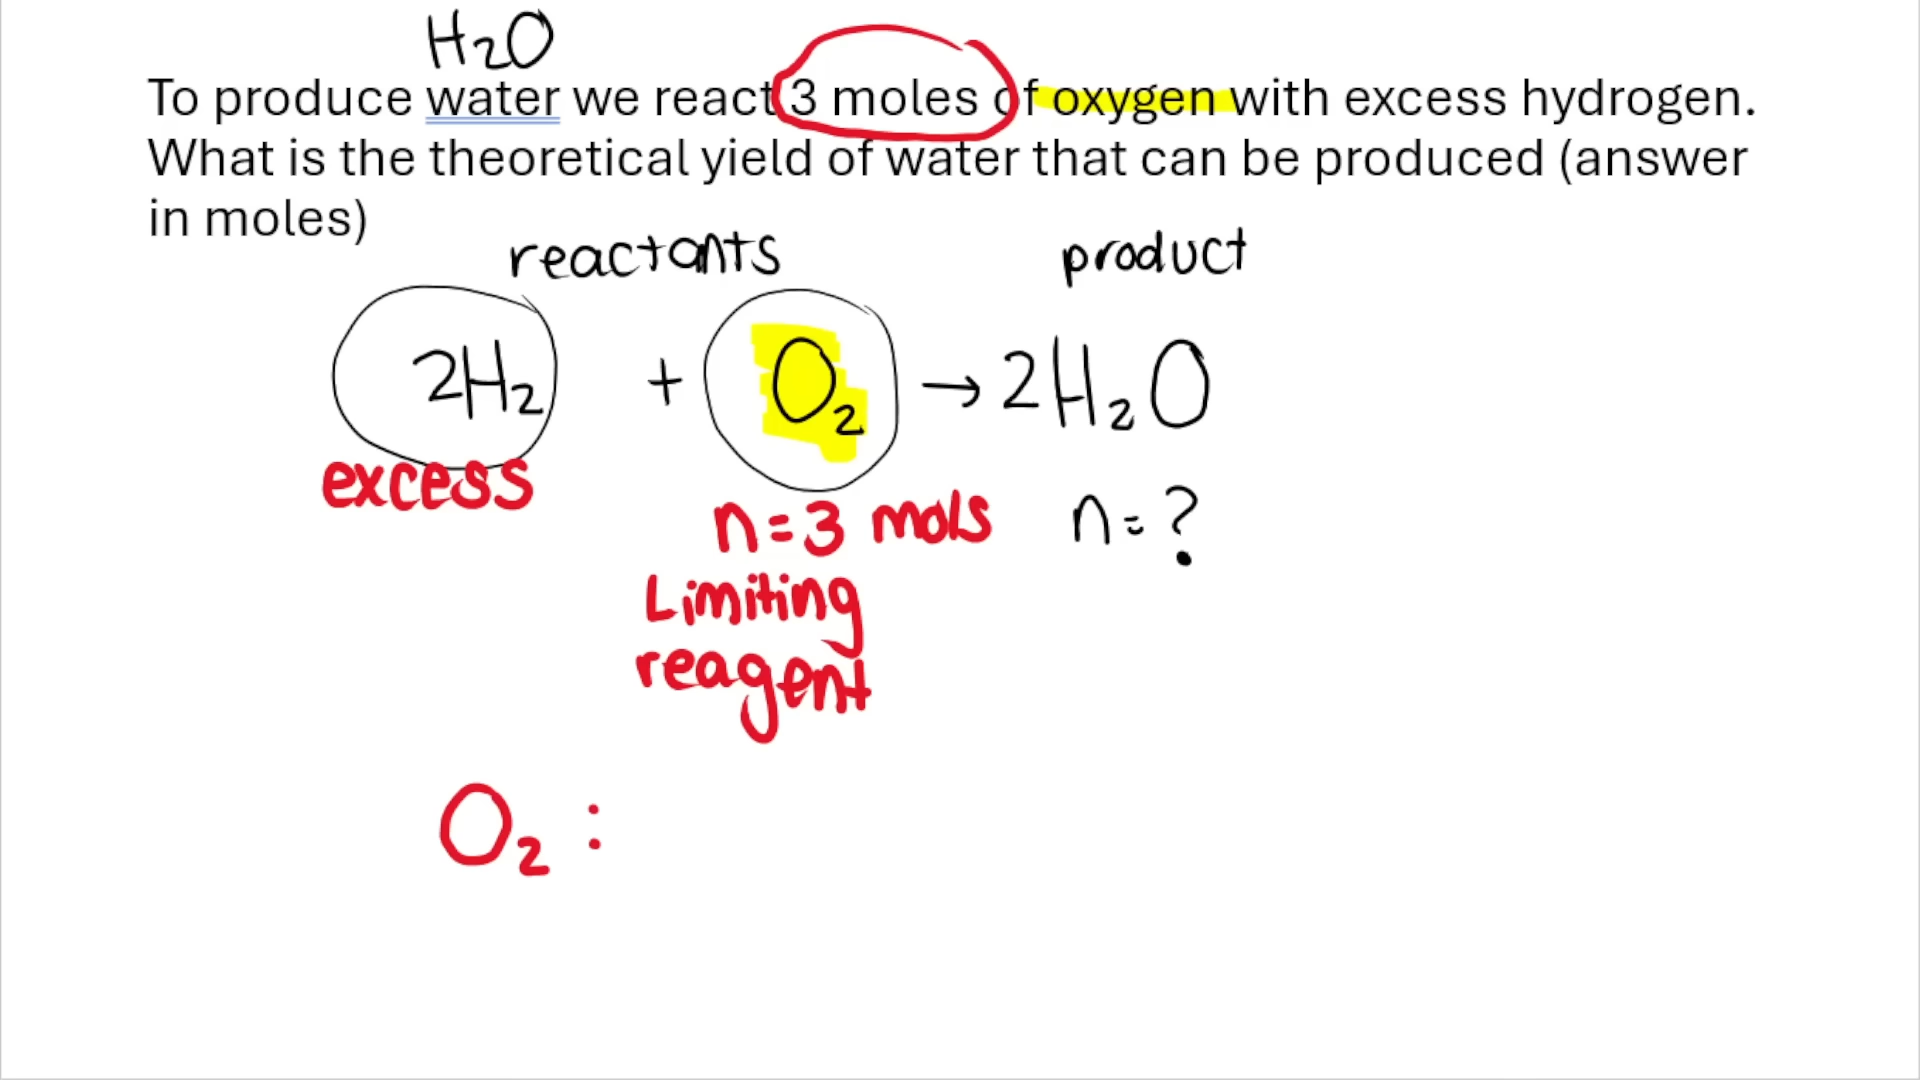 H₂O
To produce water we react 3 moles of oxygen with excess hydrogen.
What is the theoretical yield of water that can be produced (answer
in moles)
reactants product
2H₂ + O₂ → 2H₂O
excess
n=3 mols n=?
Limiting
reagent
O₂ :